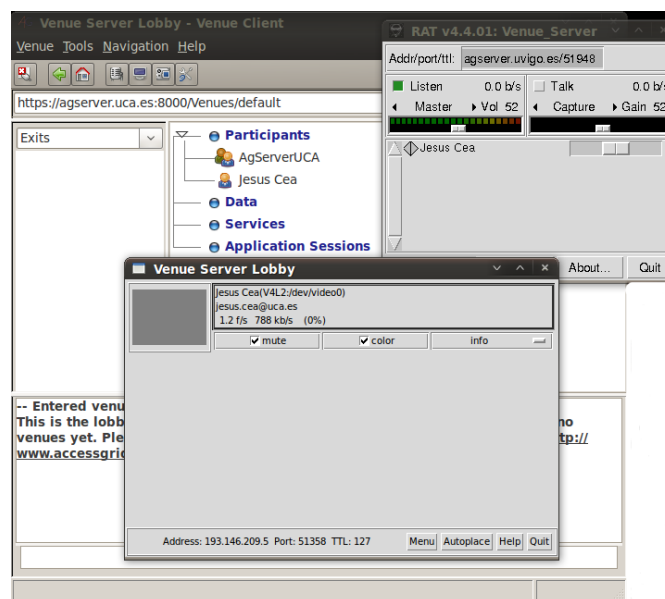 Venue Server Lobby - Venue Client
Venue Tools Navigation Help
https://agserver.uca.es:8000/Venues/default
Exits
Participants
AgServerUCA
Jesus Cea
Data
Services
Application Sessions
RAT v4.4.01: Venue_Server
Addr/port/ttl: agserver.uvigo.es/51948
Listen 0.0 b/s Talk 0.0 b/s
Master Vol 52 Capture Gain 52
Jesus Cea
About... Quit
Venue Server Lobby
Jesus Cea(V4L2:/dev/video0)
jesus.cea@uca.es
1.2 f/s 788 kb/s (0%)
mute color info
-- Entered venu
This is the lobb no
venues yet. Ple tp://
www.accessgri
Address: 193.146.209.5 Port: 51358 TTL: 127 Menu Autoplace Help Quit